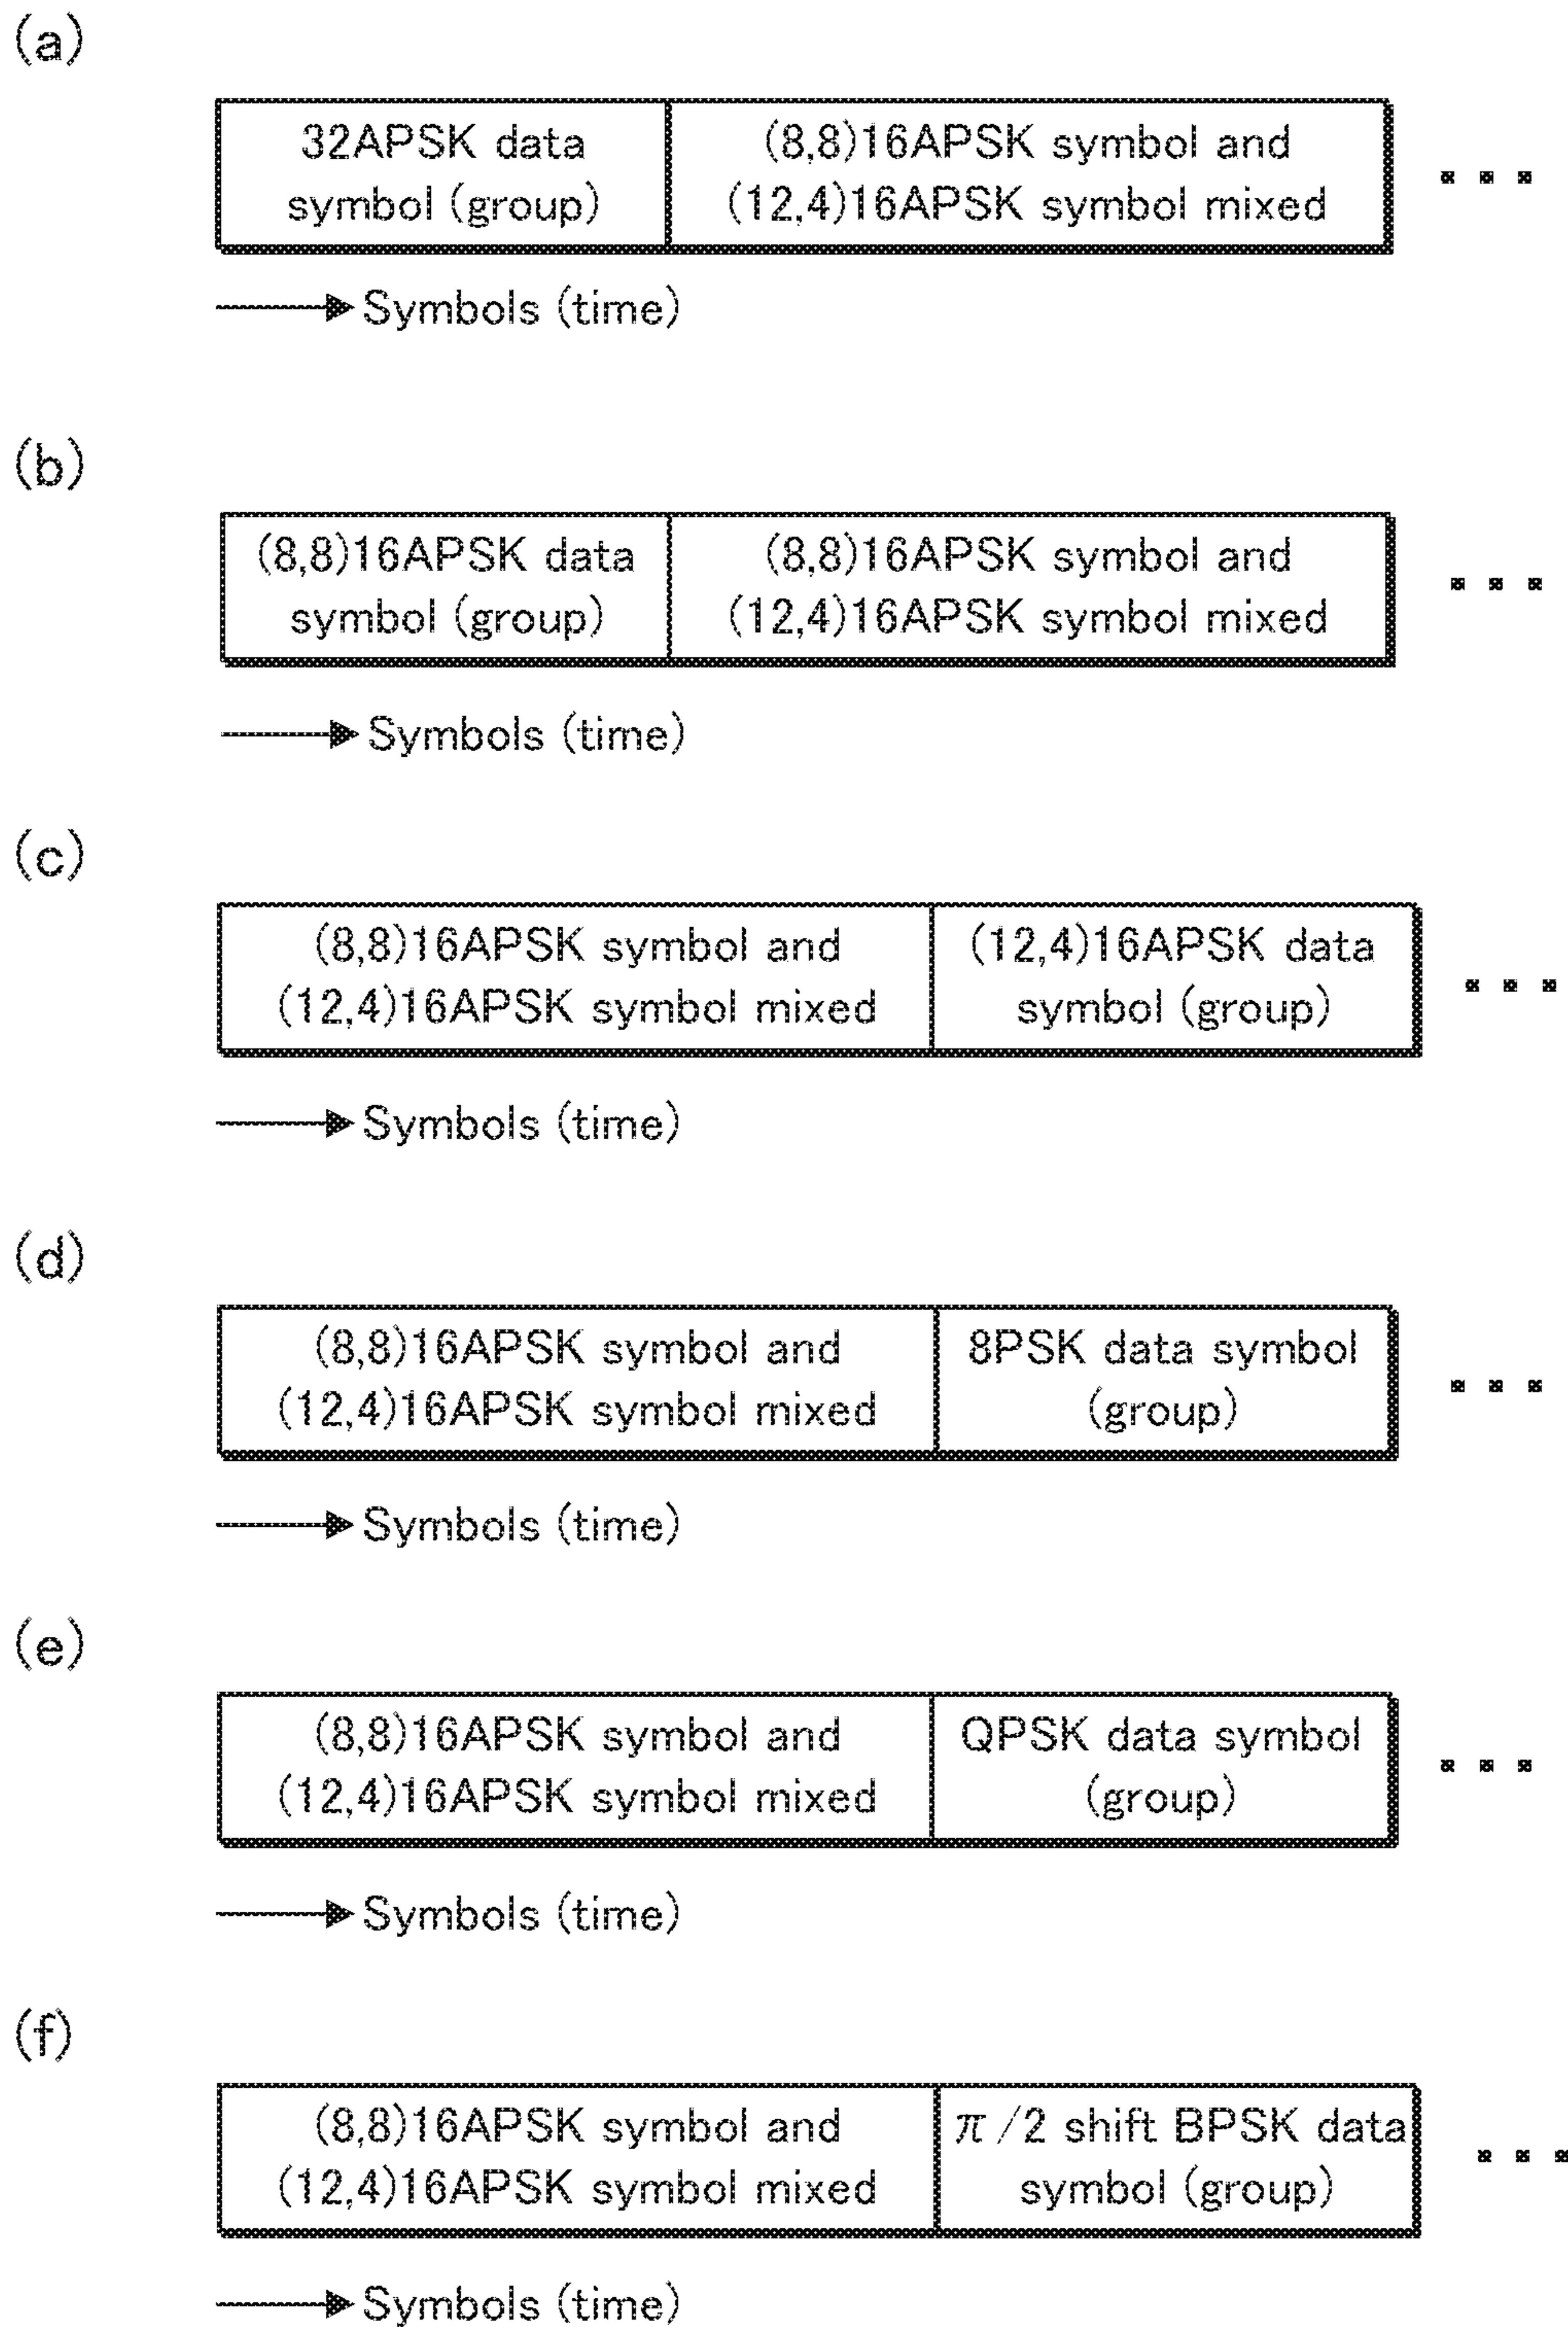 (a)
32APSK data
symbol (group)
(8,8)16APSK symbol and
(12,4)16APSK symbol mixed
Symbols (time)
(b)
(8,8)16APSK data
symbol (group)
(8,8)16APSK symbol and
(12,4)16APSK symbol mixed
Symbols (time)
(c)
(8,8)16APSK symbol and
(12,4)16APSK symbol mixed
(12,4)16APSK data
symbol (group)
Symbols (time)
(d)
(8,8)16APSK symbol and
(12,4)16APSK symbol mixed
8PSK data symbol
(group)
Symbols (time)
(e)
(8,8)16APSK symbol and
(12,4)16APSK symbol mixed
QPSK data symbol
(group)
Symbols (time)
(f)
(8,8)16APSK symbol and
(12,4)16APSK symbol mixed
π/2 shift BPSK data
symbol (group)
Symbols (time)